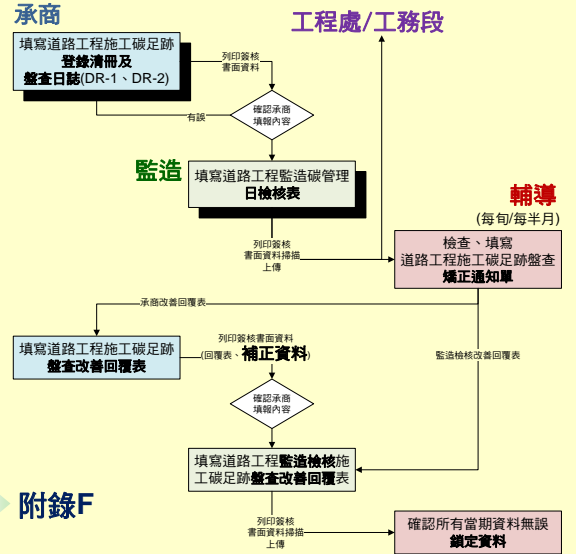 承商
工程處/工務段
填寫道路工程施工碳足跡
登錄清冊及
盤查日誌(DR-1、DR-2)
列印簽核
書面資料
有誤
確認承商
填報內容
監造
填寫道路工程監造碳管理
日檢核表
輔導
(每旬/每半月)
列印簽核
書面資料掃描
上傳
檢查、填寫
道路工程施工碳足跡盤查
矯正通知單
承商改善回覆表
填寫道路工程施工碳足跡
盤查改善回覆表
列印簽核書面資料
(回覆表、補正資料)
監造檢核改善回覆表
確認承商
填報內容
填寫道路工程監造檢核施
工碳足跡盤查改善回覆表
附錄F
列印簽核
書面資料掃描
上傳
確認所有當期資料無誤
鎖定資料